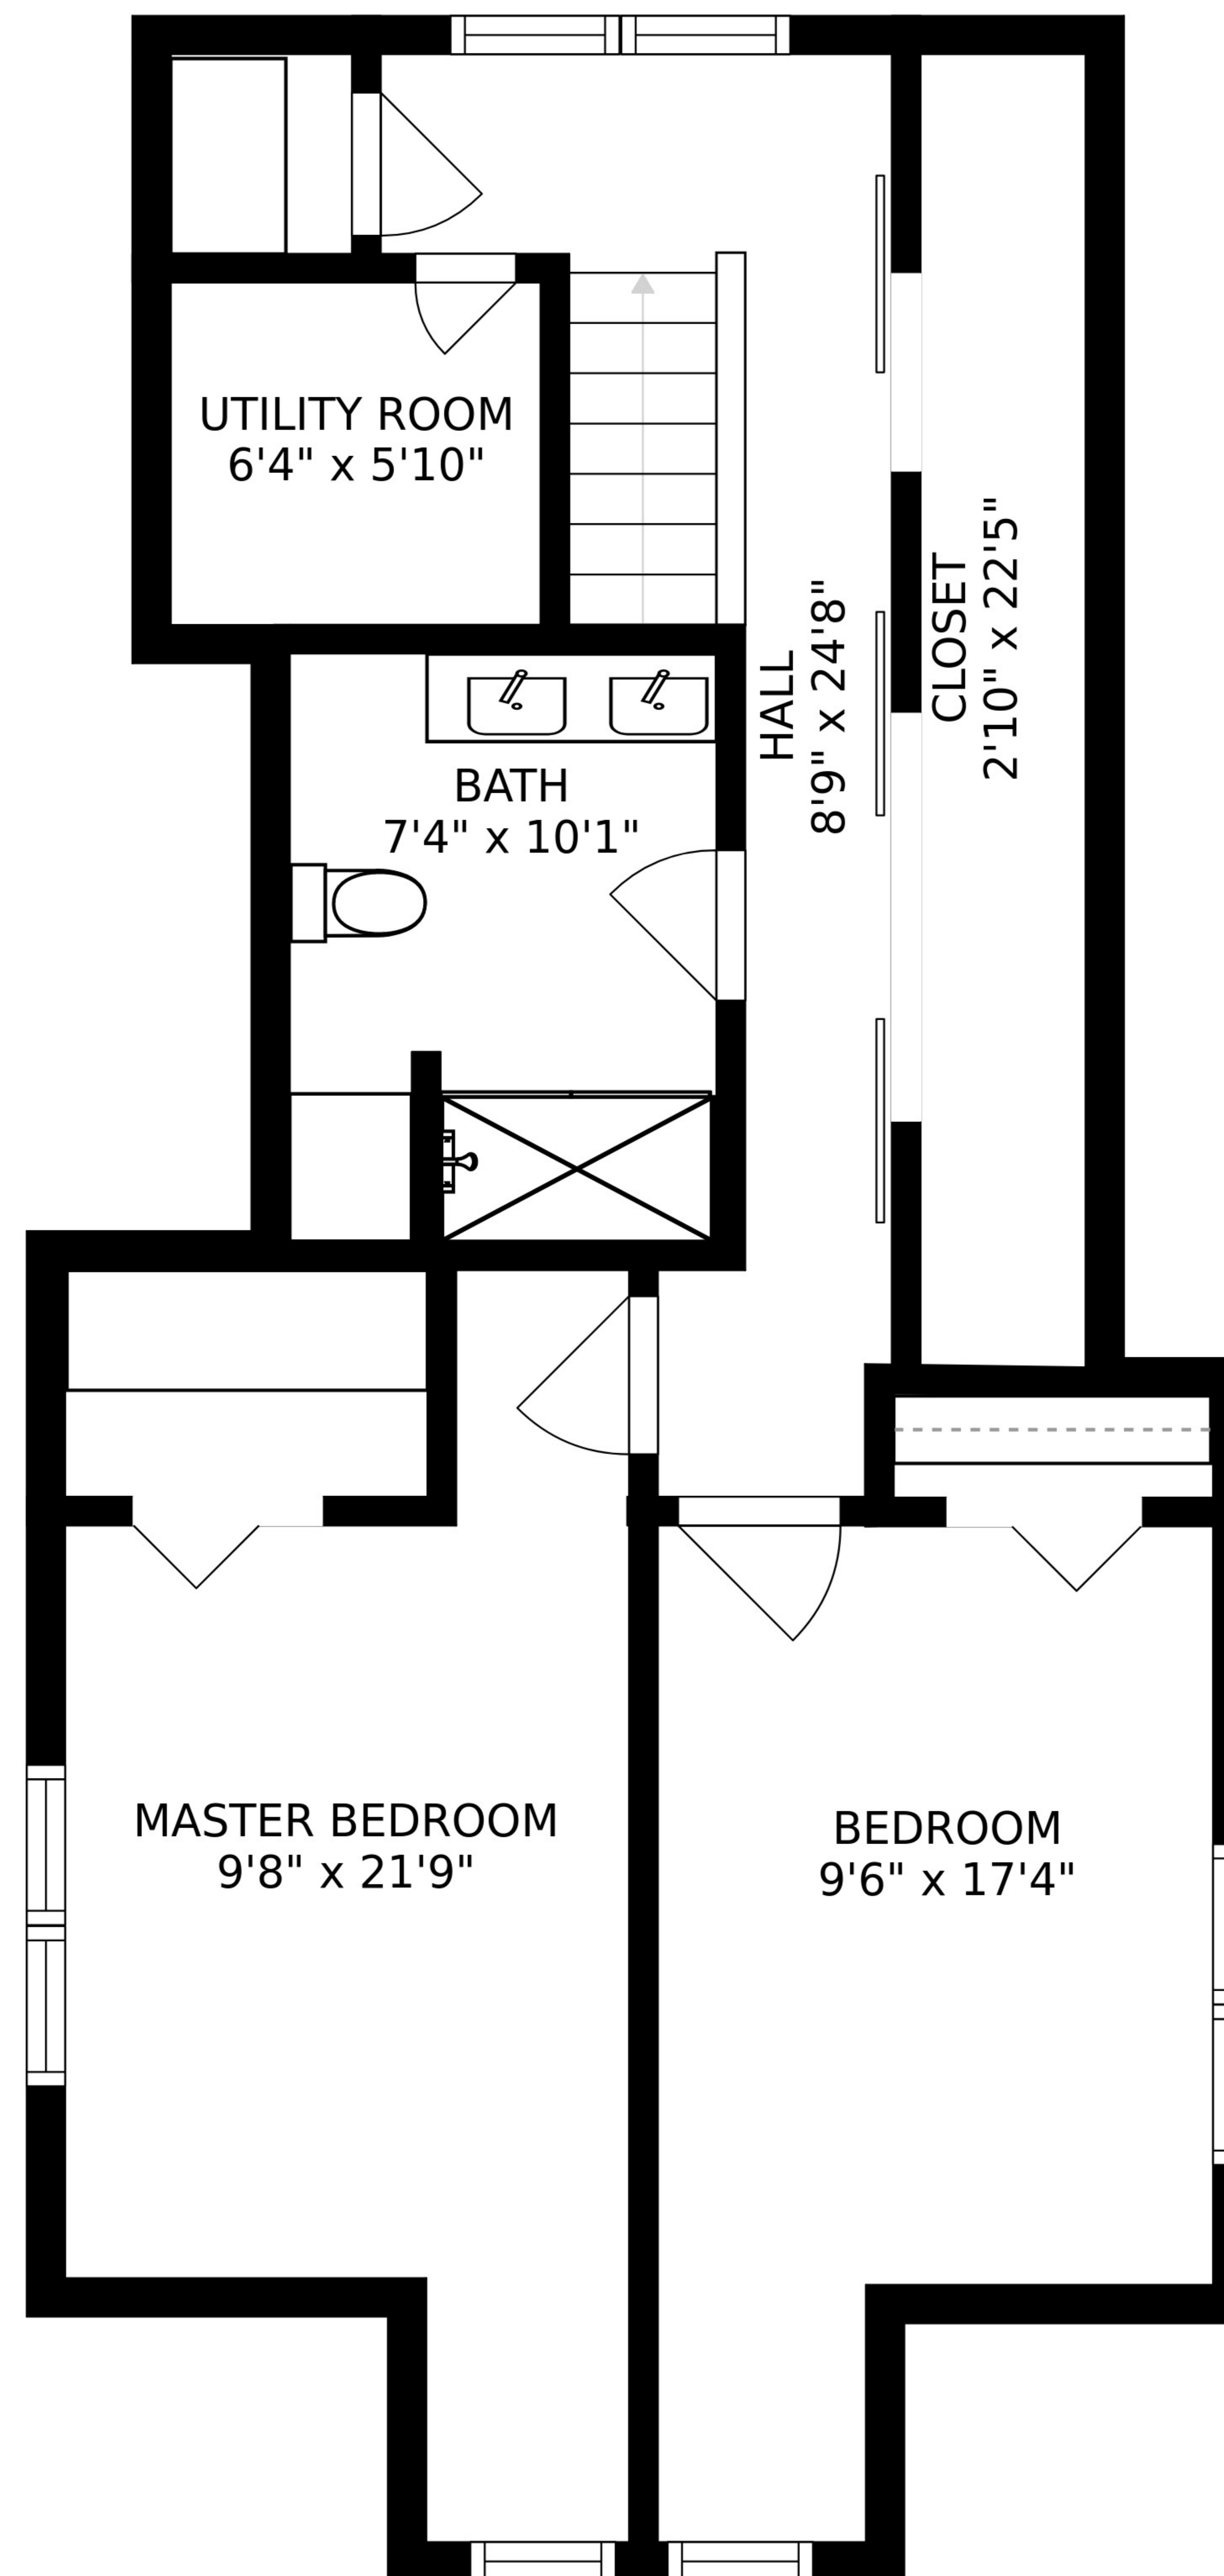 UTILITY ROOM
6'4" x 5'10"
HALL
8'9" x 24'8"
CLOSET
2'10" x 22'5"
BATH
7'4" x 10'1"
MASTER BEDROOM
9'8" x 21'9"
BEDROOM
9'6" x 17'4"